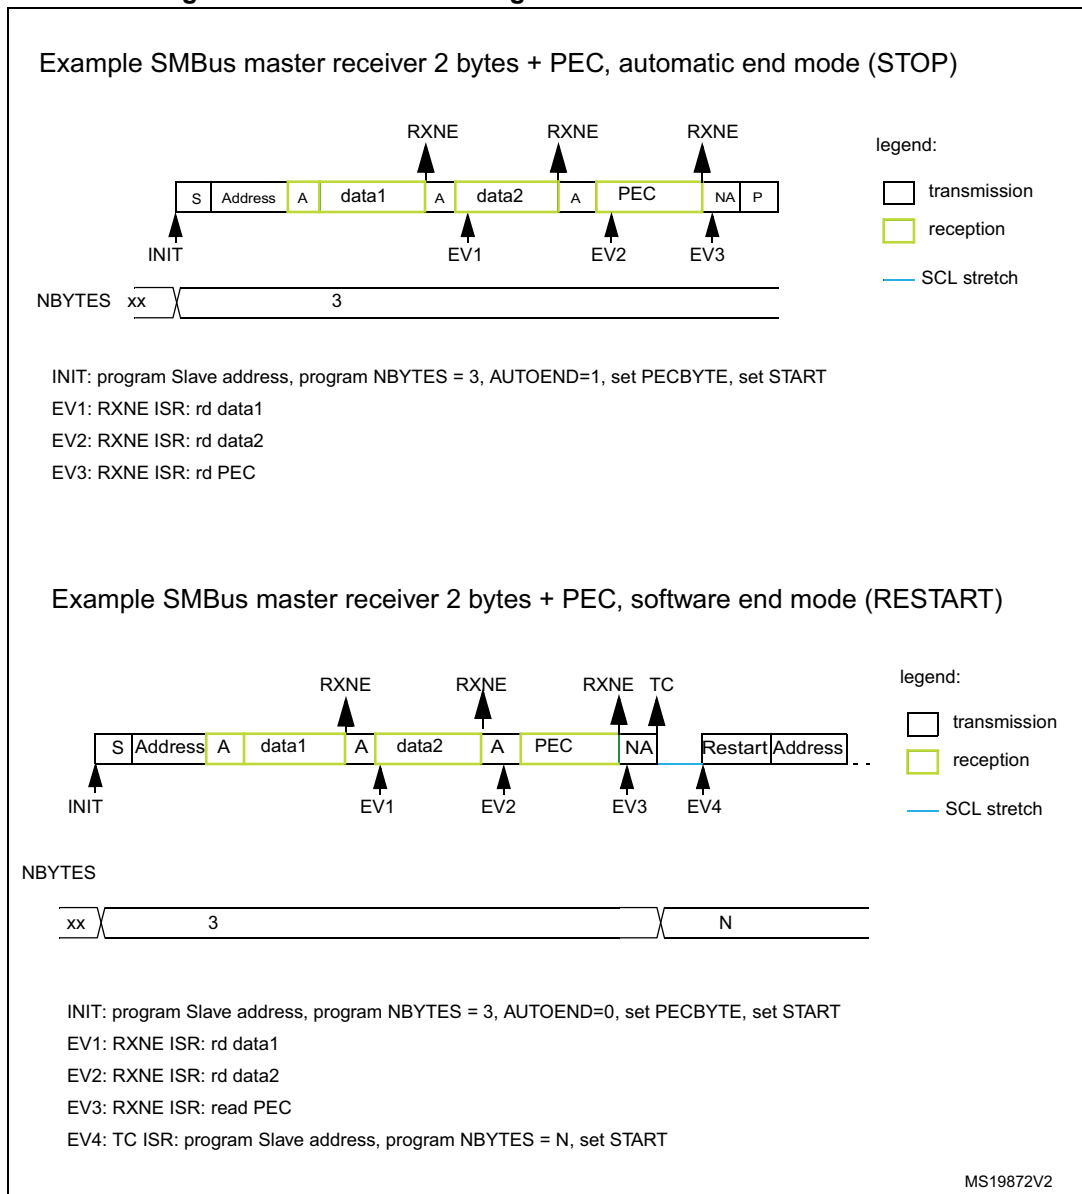 Example SMBus master receiver 2 bytes + PEC, automatic end mode (STOP)
RXNE RXNE RXNE
legend:
S Address A data1 A data2 A PEC NA P
transmission
reception
INIT EV1 EV2 EV3
SCL stretch
NBYTES xx 3
INIT: program Slave address, program NBYTES = 3, AUTOEND=1, set PECBYTE, set START
EV1: RXNE ISR: rd data1
EV2: RXNE ISR: rd data2
EV3: RXNE ISR: rd PEC
Example SMBus master receiver 2 bytes + PEC, software end mode (RESTART)
RXNE RXNE RXNE TC
legend:
S Address A data1 A data2 A PEC NA Restart Address
transmission
reception
INIT EV1 EV2 EV3 EV4
SCL stretch
NBYTES
xx 3 N
INIT: program Slave address, program NBYTES = 3, AUTOEND=0, set PECBYTE, set START
EV1: RXNE ISR: rd data1
EV2: RXNE ISR: rd data2
EV3: RXNE ISR: read PEC
EV4: TC ISR: program Slave address, program NBYTES = N, set START
MS19872V2